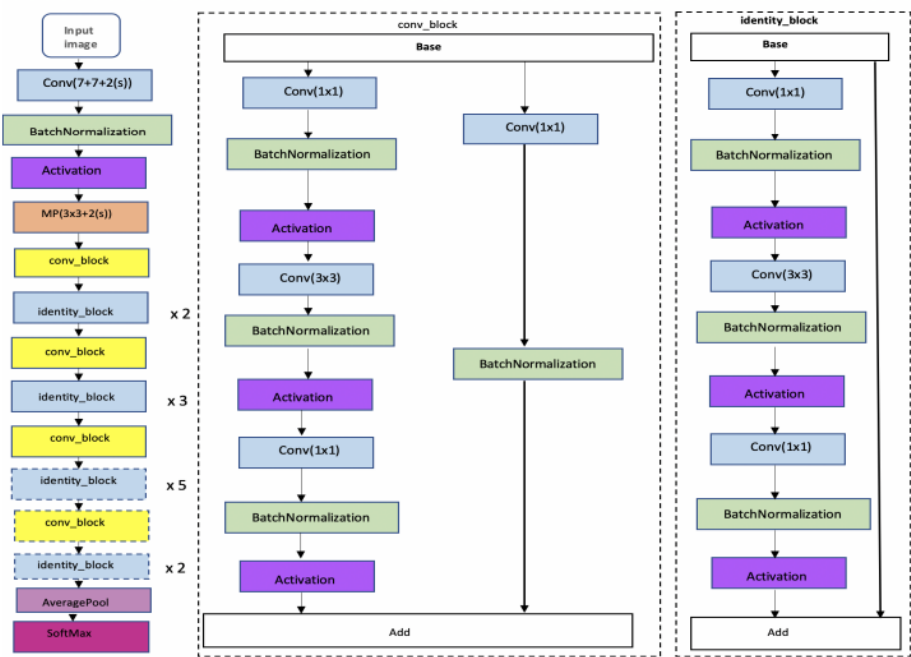 Input
image
Conv(7+7+2(s))
BatchNormalization
Activation
MP(3x3+2(s))
conv_block
identity_block
x 2
conv_block
identity_block
x 3
conv_block
identity_block
x 5
conv_block
identity_block
x 2
AveragePool
SoftMax
conv_block
Base
Conv(1x1)
BatchNormalization
Activation
Conv(3x3)
BatchNormalization
Activation
Conv(1x1)
BatchNormalization
Activation
Conv(1x1)
BatchNormalization
Add
identity_block
Base
Conv(1x1)
BatchNormalization
Activation
Conv(3x3)
BatchNormalization
Activation
Conv(1x1)
BatchNormalization
Activation
Add